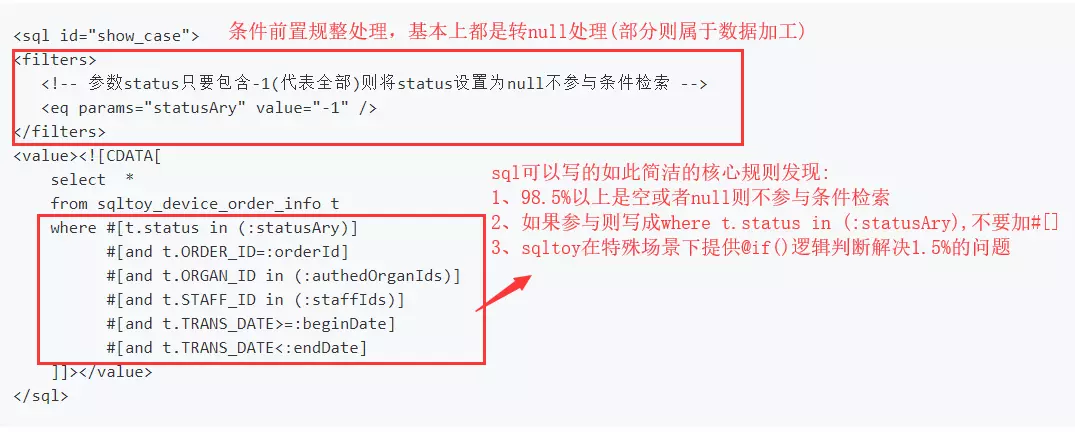 <sql id="show_case">
条件前置规整处理，基本上都是转null处理(部分则属于数据加工)
<filters>
<!-- 参数status只要包含-1(代表全部)则将status设置为null不参与条件检索 -->
<eq params="statusAry" value="-1" />
</filters>
<value><![CDATA[
select  *
from sqltoy_device_order_info t
where #[t.status in (:statusAry)]
#[and t.ORDER_ID=:orderId]
#[and t.ORGAN_ID in (:authedOrganIds)]
#[and t.STAFF_ID in (:staffIds)]
#[and t.TRANS_DATE>=:beginDate]
#[and t.TRANS_DATE<:endDate]
]]></value>
</sql>
sql可以写的如此简洁的核心规则发现:
1、98.5%以上是空或者null则不参与条件检索
2、如果参与则写成where t.status in (:statusAry),不要加#[]
3、sqltoy在特殊场景下提供@if()逻辑判断解决1.5%的问题